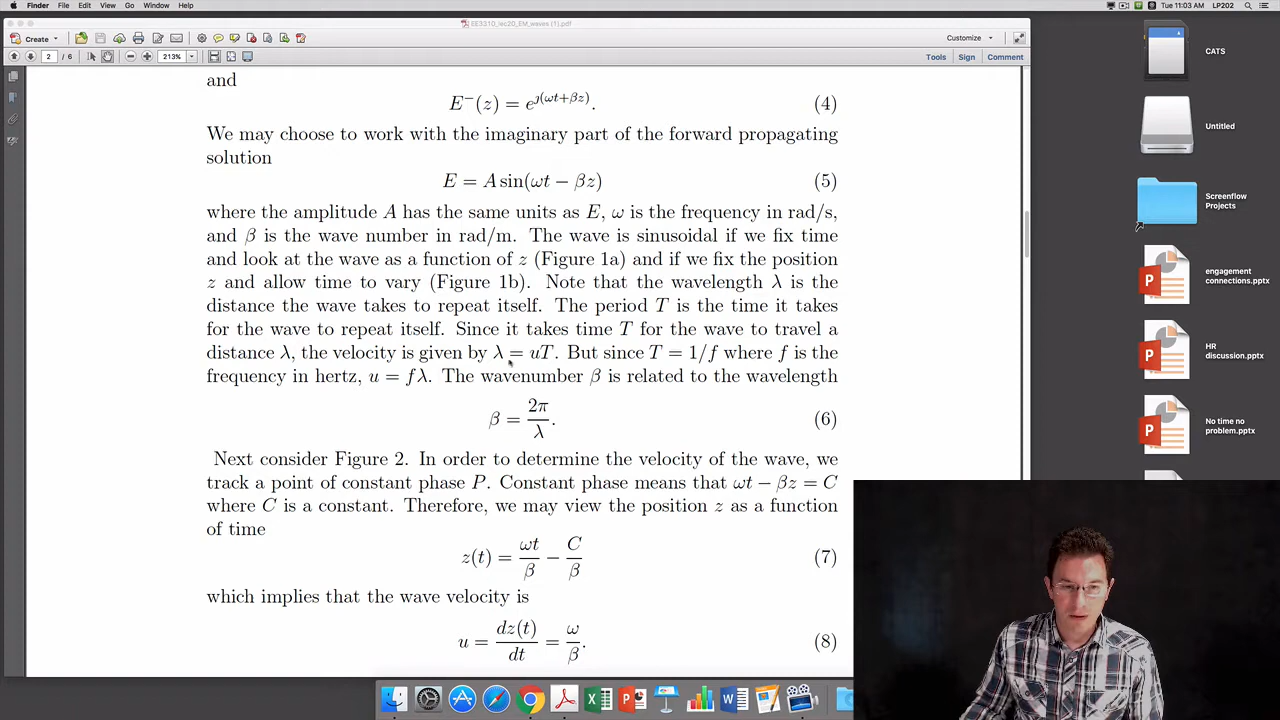 Finder File Edit View Go Window Help
Tue 11:03 AM LP202
EE3310_lec20_EM_waves (1).pdf
Create
Customize
2 / 6
213%
Tools Sign Comment
and
E⁻(z) = e^{ȷ(ωt+βz)}. (4)
We may choose to work with the imaginary part of the forward propagating
solution
E = A sin(ωt − βz) (5)
where the amplitude A has the same units as E, ω is the frequency in rad/s,
and β is the wave number in rad/m. The wave is sinusoidal if we fix time
and look at the wave as a function of z (Figure 1a) and if we fix the position
z and allow time to vary (Figure 1b). Note that the wavelength λ is the
distance the wave takes to repeat itself. The period T is the time it takes
for the wave to repeat itself. Since it takes time T for the wave to travel a
distance λ, the velocity is given by λ = uT. But since T = 1/f where f is the
frequency in hertz, u = fλ. The wavenumber β is related to the wavelength
β = 2π/λ. (6)
Next consider Figure 2. In order to determine the velocity of the wave, we
track a point of constant phase P. Constant phase means that ωt − βz = C
where C is a constant. Therefore, we may view the position z as a function
of time
z(t) = ωt/β − C/β (7)
which implies that the wave velocity is
u = dz(t)/dt = ω/β. (8)
CATS
Untitled
Screenflow
Projects
engagement
connections.pptx
HR
discussion.pptx
No time no
problem.pptx